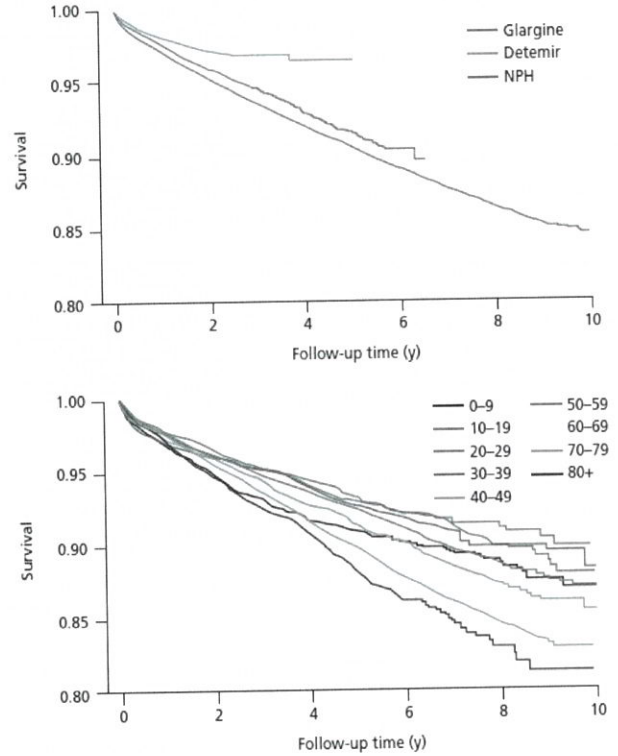 1.00
0.95
0.90
0.85
0.80
Survival
Glargine
Detemir
NPH
0 2 4 6 8 10
Follow-up time (y)
1.00
0.95
0.90
0.85
0.80
Survival
0–9 50–59
10–19 60–69
20–29 70–79
30–39 80+
40–49
0 2 4 6 8 10
Follow-up time (y)